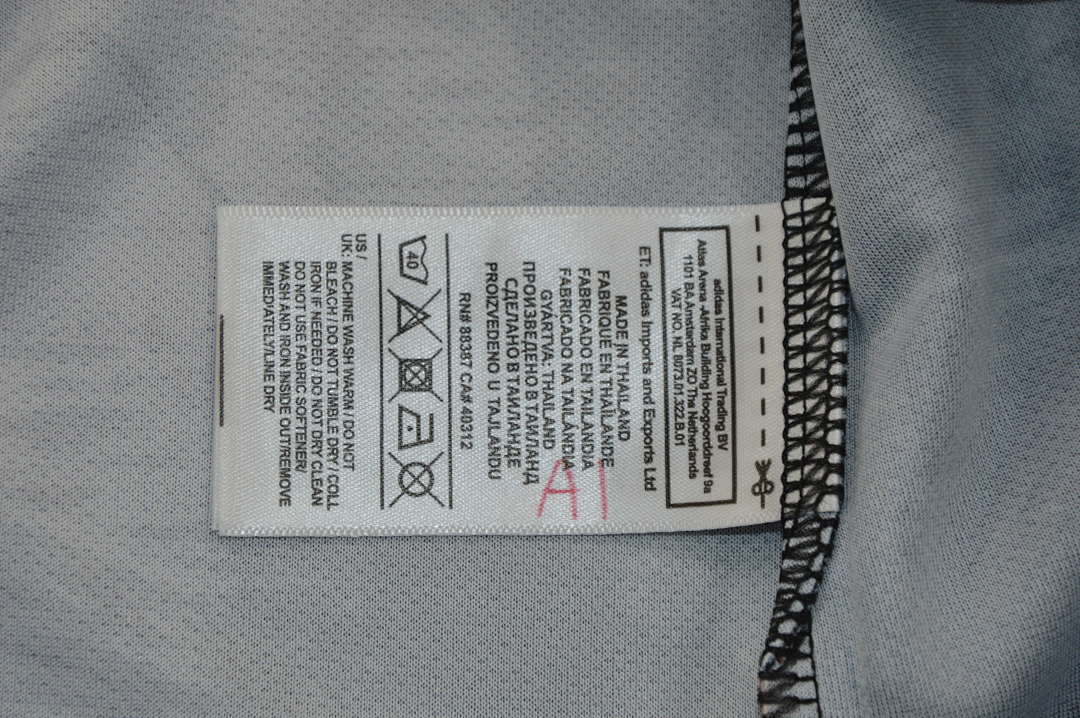 adidas International Trading BV
Atlas Arena -Afrika Building Hoogoorddreef 9a
1101 BA Amsterdam ZO The Netherlands
VAT NO. NL 8073.01.322.B.01
ET: adidas Imports and Exports Ltd
MADE IN THAILAND
FABRIQUE EN THAÏLANDE
FABRICADO EN TAILANDIA
FABRICADO NA TAILÂNDIA
GYÁRTVA: THAILAND
ПРОИЗВЕДЕНО В ТАИЛАНД
СДЕЛАНО В ТАИЛАНДЕ
PROIZVEDENO U TAJLANDU
RN# 88387 CA# 40312
40
US /
UK: MACHINE WASH WARM / DO NOT
BLEACH / DO NOT TUMBLE DRY / COLL
IRON IF NEEDED / DO NOT DRY CLEAN
DO NOT USE FABRIC SOFTENER/
WASH AND IRON INSIDE OUT/REMOVE
IMMEDIATELY/LINE DRY